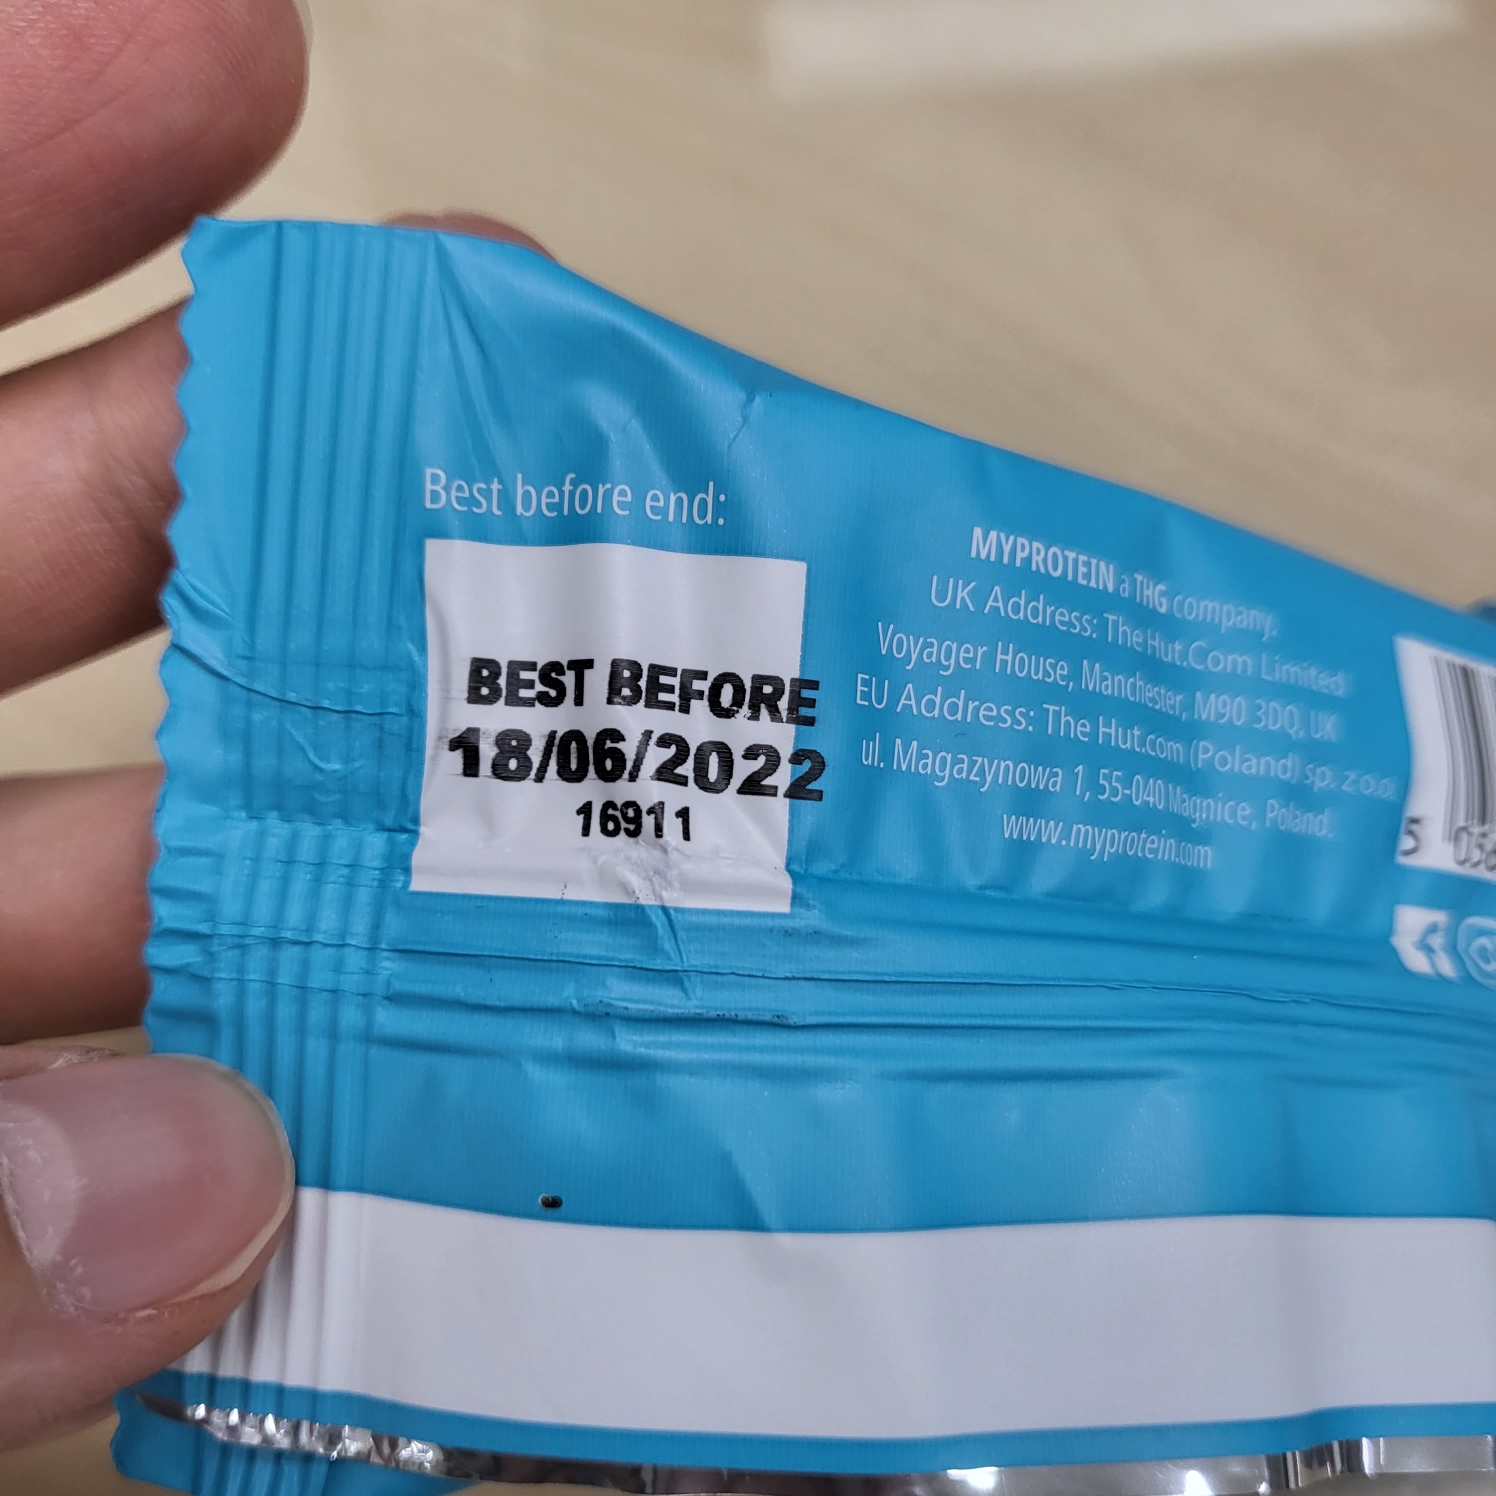 Best before end:
BEST BEFORE
18/06/2022
16911
MYPROTEIN a THG company.
UK Address: The Hut.Com Limited
Voyager House, Manchester, M90 3DQ, UK
EU Address: The Hut.com (Poland) sp. z o.o.
ul. Magazynowa 1, 55-040 Magnice, Poland.
www.myprotein.com
5 056